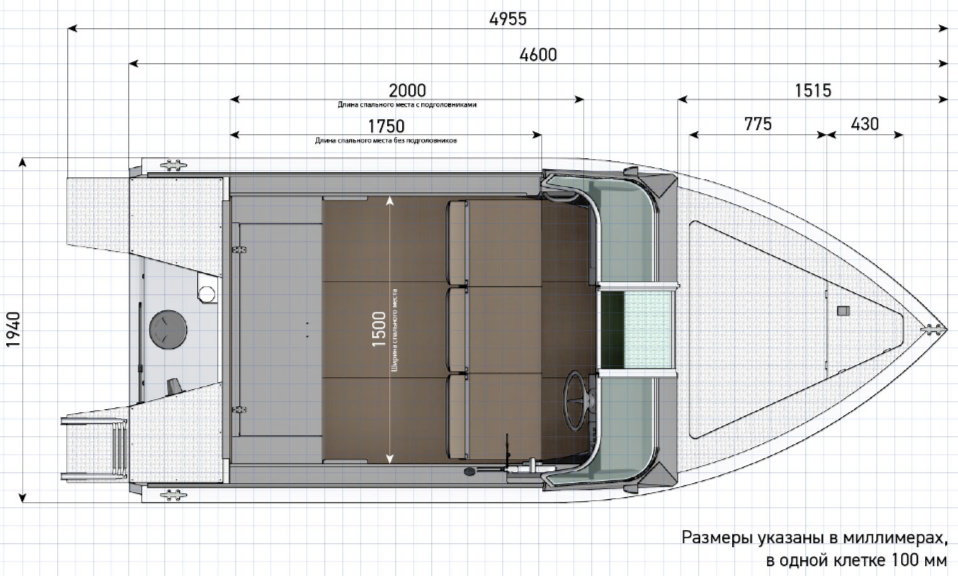 4955
4600
2000
Длина спального места с подголовниками
1515
1750
Длина спального места без подголовников
775
430
1940
1500
Ширина спального места
Размеры указаны в миллимерах,
в одной клетке 100 мм